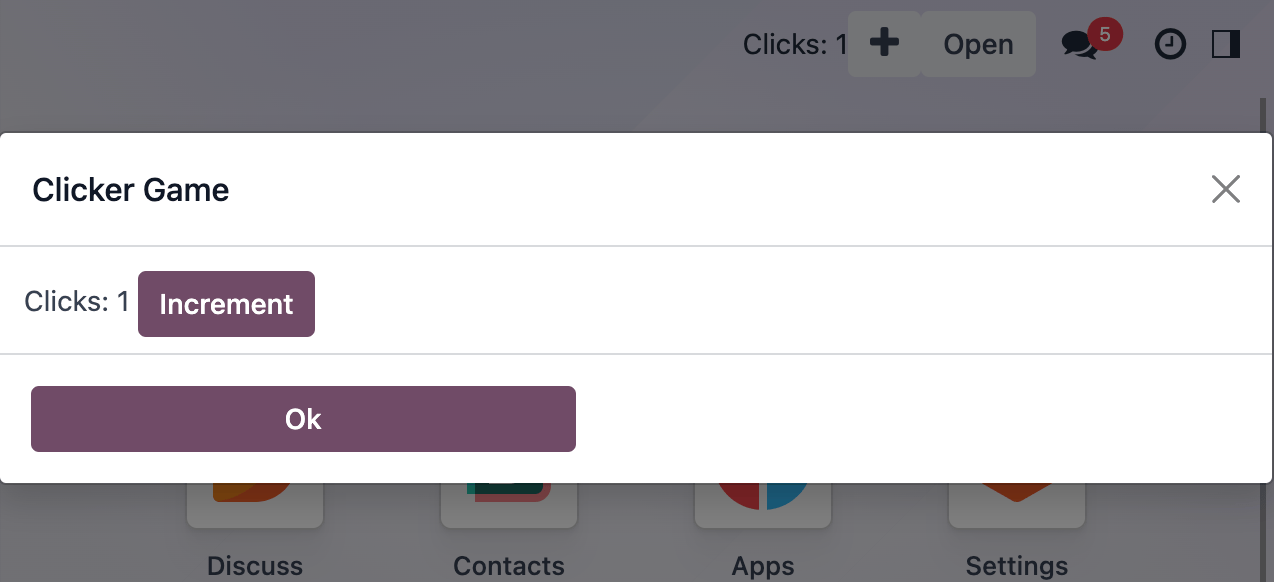 Clicks: 1 + Open 5
Clicker Game
Clicks: 1 Increment
Ok
Discuss Contacts Apps Settings